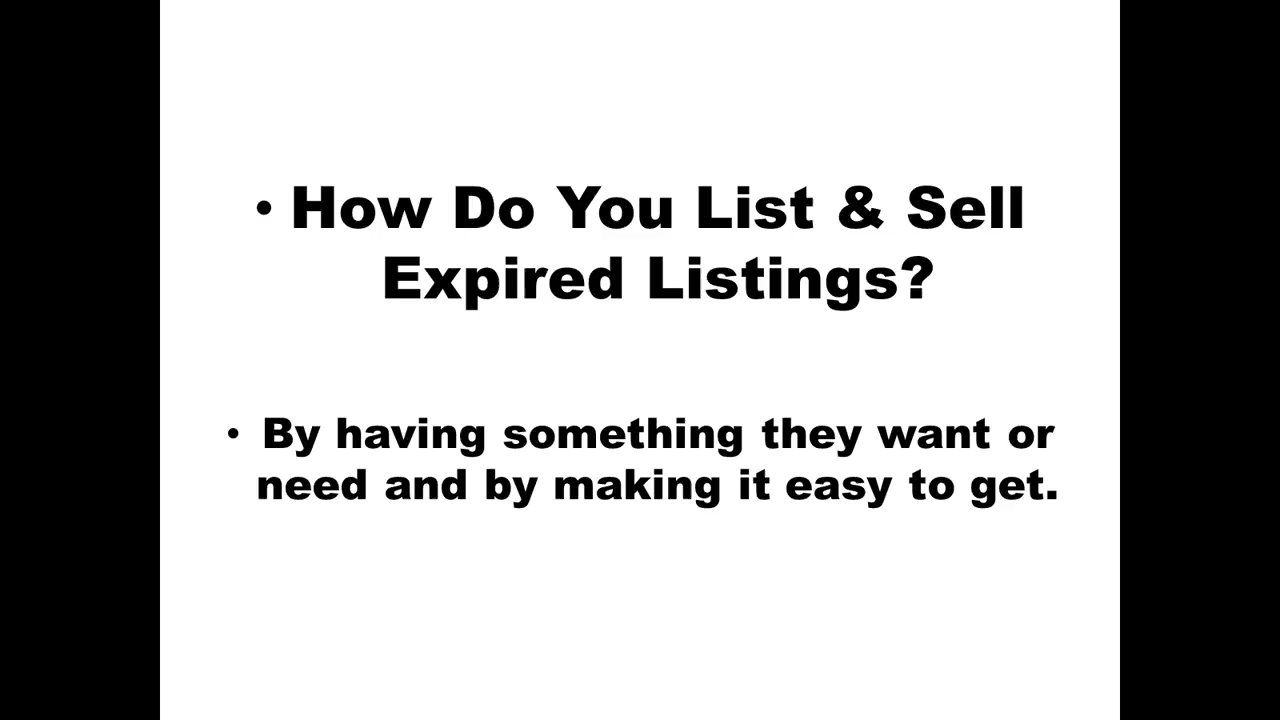 • How Do You List & Sell
Expired Listings?
• By having something they want or
need and by making it easy to get.